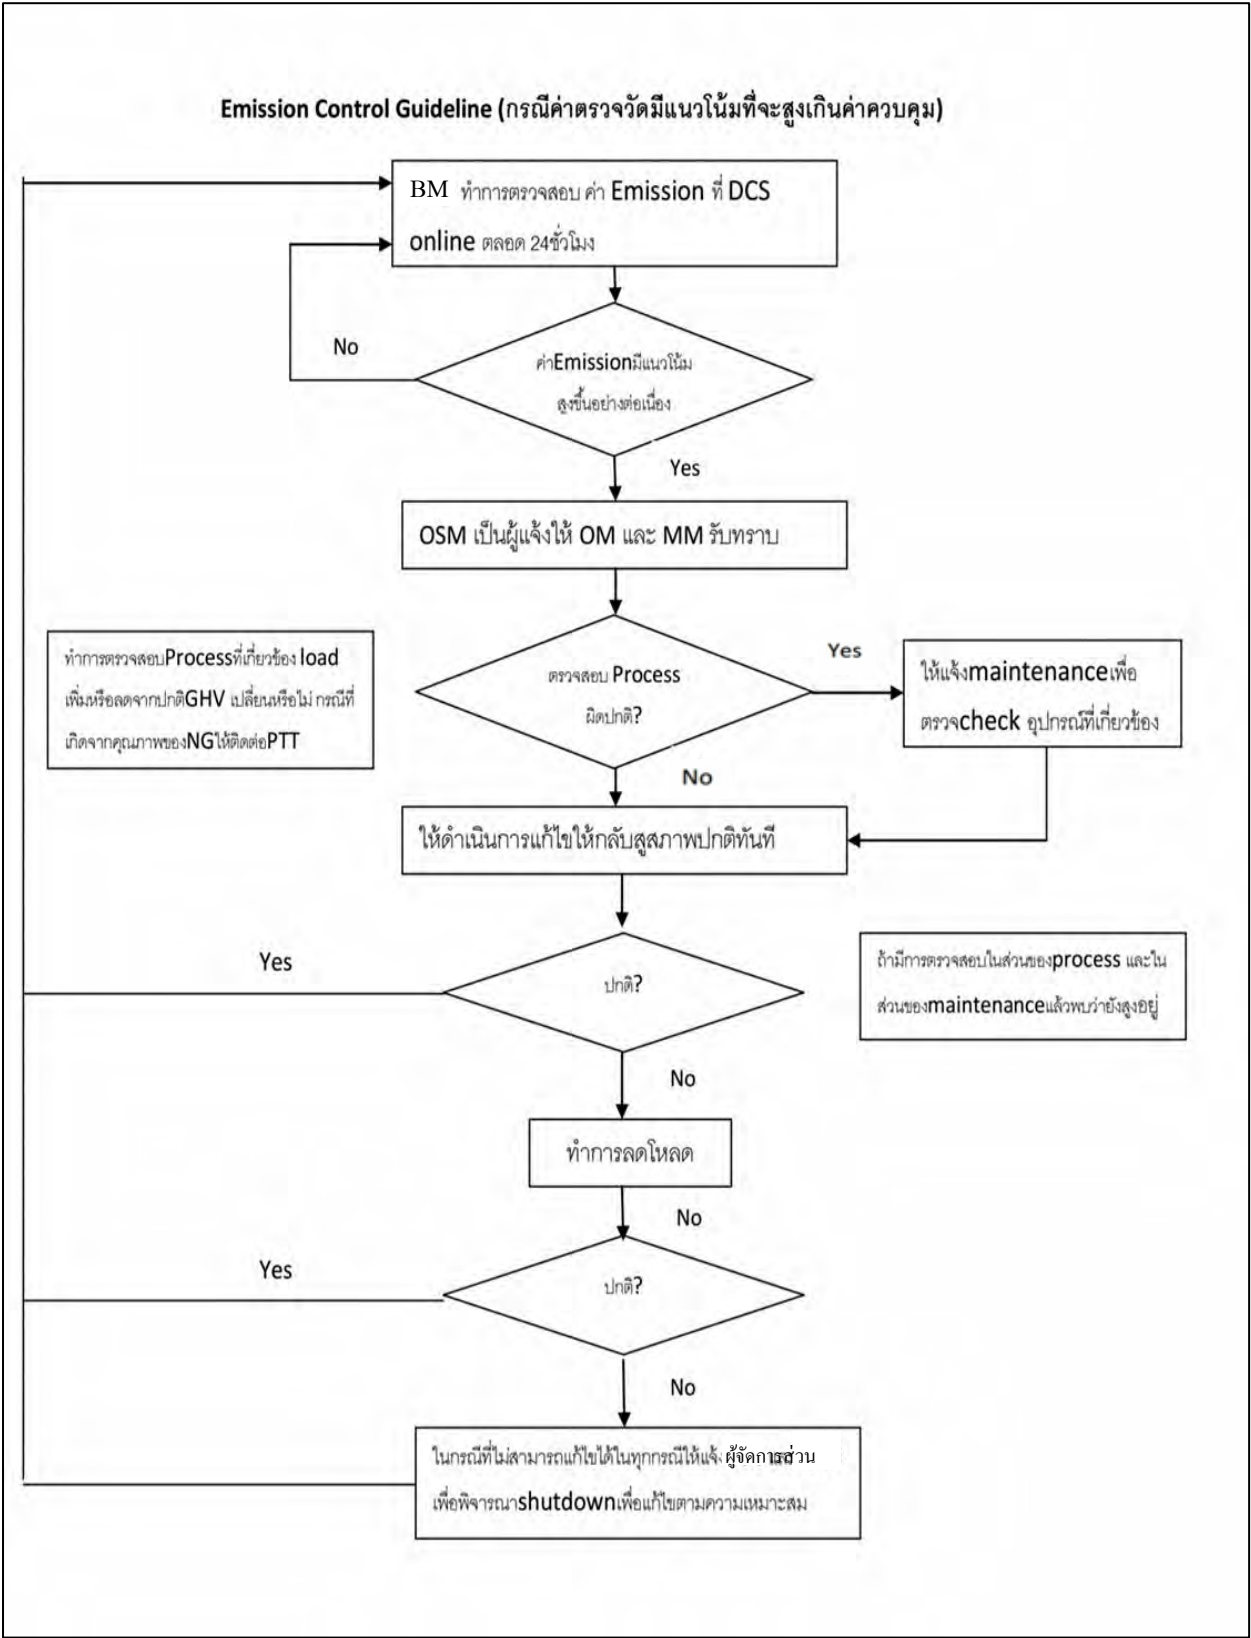 Emission Control Guideline (กรณีค่าตรวจวัดมีแนวโน้มที่จะสูงเกินค่าควบคุม)
BM ทำการตรวจสอบ ค่า Emission ที่ DCS
online ตลอด 24ชั่วโมง
No
ค่าEmissionมีแนวโน้ม
สูงขึ้นอย่างต่อเนื่อง
Yes
OSM เป็นผู้แจ้งให้ OM และ MM รับทราบ
ทำการตรวจสอบProcessที่เกี่ยวข้อง load
เพิ่มหรือลดจากปกติGHV เปลี่ยนหรือไม่ กรณีที่
เกิดจากคุณภาพของNGให้ติดต่อPTT
ตรวจสอบ Process
ผิดปกติ?
Yes
ให้แจ้งmaintenanceเพื่อ
ตรวจcheck อุปกรณ์ที่เกี่ยวข้อง
No
ให้ดำเนินการแก้ไขให้กลับสู่สภาพปกติทันที
Yes
ปกติ?
ถ้ามีการตรวจสอบในส่วนของprocess และใน
ส่วนของmaintenanceแล้วพบว่ายังสูงอยู่
No
ทำการลดโหลด
No
Yes
ปกติ?
No
ในกรณีที่ไม่สามารถแก้ไขได้ในทุกกรณีให้แจ้ง ผู้จัดการส่วน
เพื่อพิจารณาshutdownเพื่อแก้ไขตามความเหมาะสม